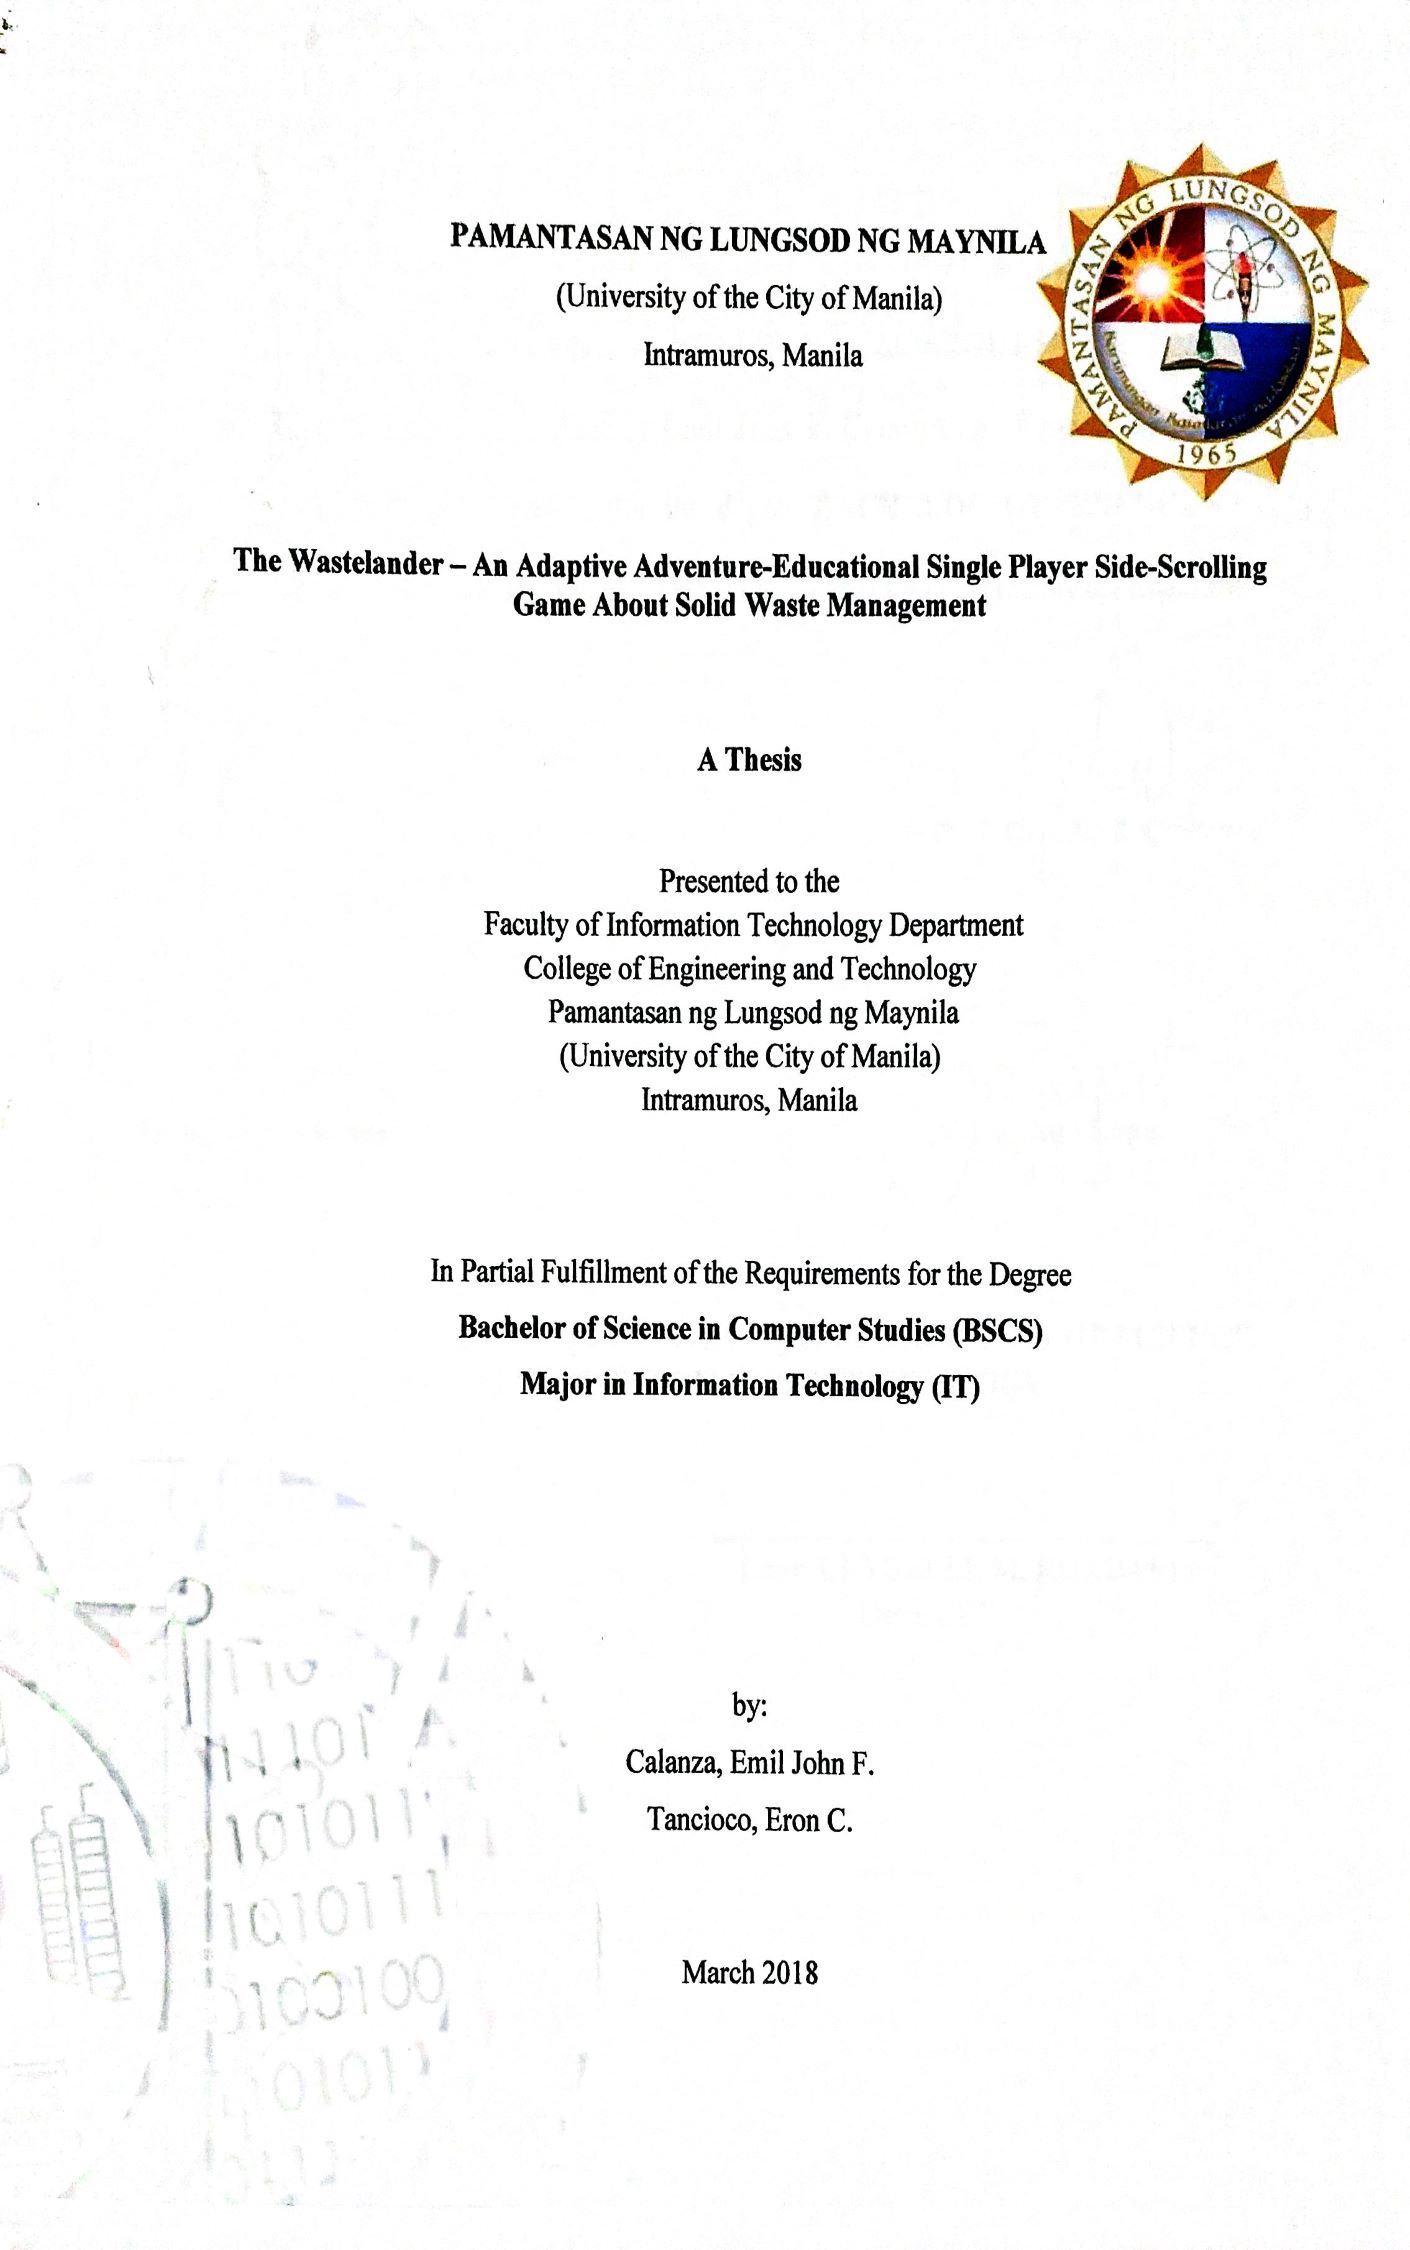 PAMANTASAN NG LUNGSOD NG MAYNILA
(University of the City of Manila)
Intramuros, Manila
PAMANTASAN NG LUNGSOD NG MAYNILA
1965
The Wastelander – An Adaptive Adventure-Educational Single Player Side-Scrolling
Game About Solid Waste Management
A Thesis
Presented to the
Faculty of Information Technology Department
College of Engineering and Technology
Pamantasan ng Lungsod ng Maynila
(University of the City of Manila)
Intramuros, Manila
In Partial Fulfillment of the Requirements for the Degree
Bachelor of Science in Computer Studies (BSCS)
Major in Information Technology (IT)
by:
Calanza, Emil John F.
Tancioco, Eron C.
March 2018